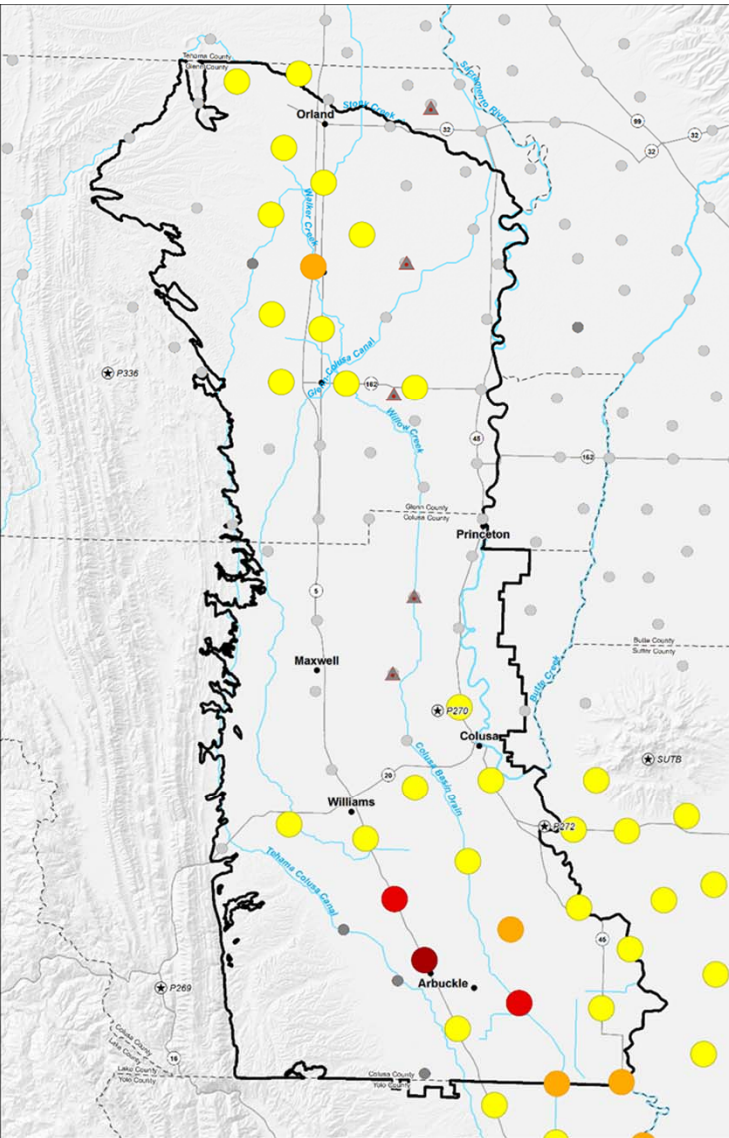 Tehama County
Glenn County
Sacramento River
Stony Creek
Orland
32
99
32
32
Walker Creek
P336
Glenn Colusa Canal
162
Willow Creek
45
162
Glenn County
Colusa County
Princeton
5
Butte County
Sutter County
Maxwell
Butte Creek
P270
Colusa
SUTB
20
Colusa Basin Drain
Williams
P272
Tehama Colusa Canal
45
Arbuckle
P269
Colusa County
Lake County
16
Lake County
Yolo County
Colusa County
Yolo County